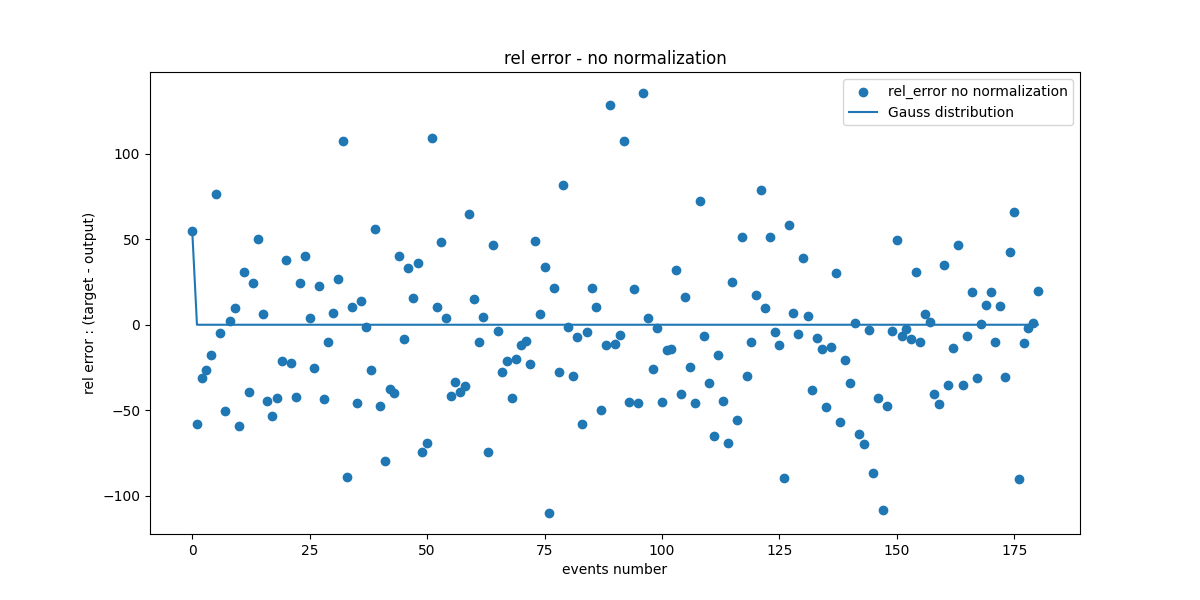 rel error - no normalization
rel_error no normalization
Gauss distribution
rel error : (target - output)
100
50
0
−50
−100
0
25
50
75
100
125
150
175
events number